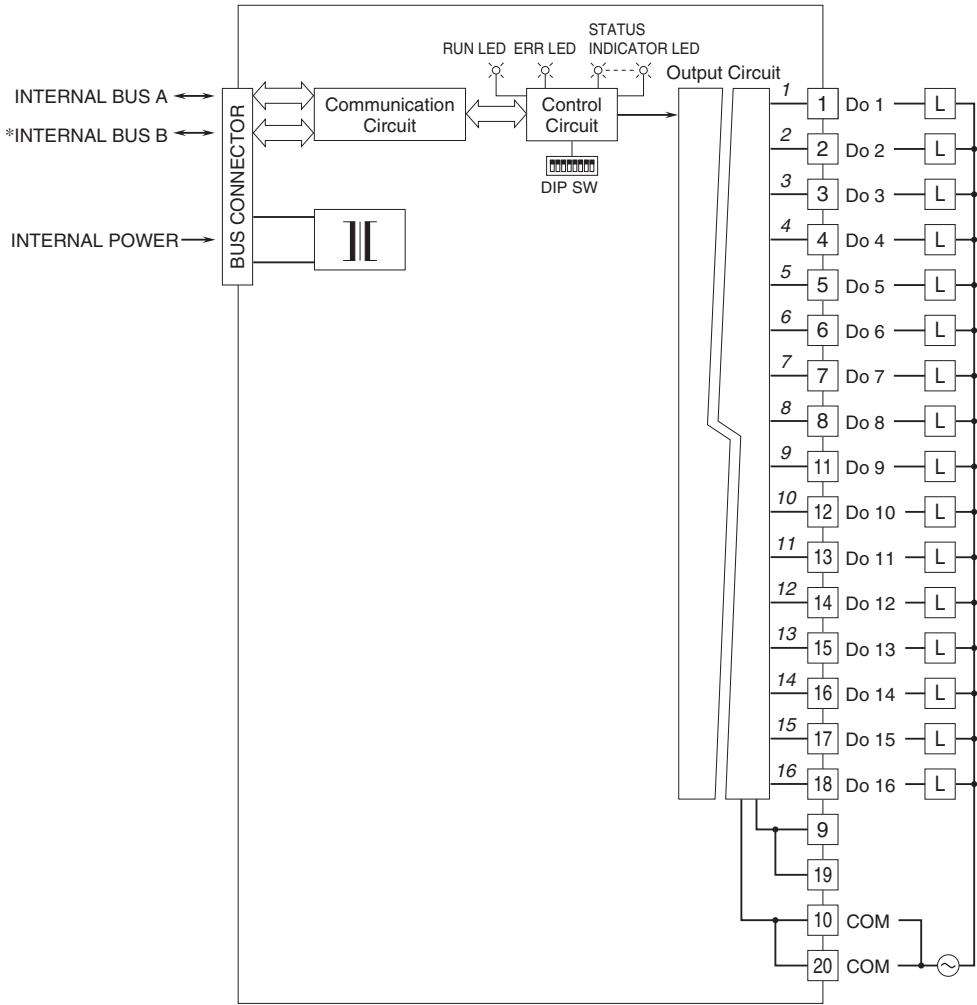 STATUS
RUN LED ERR LED INDICATOR LED
Output Circuit
INTERNAL BUS A
*INTERNAL BUS B
INTERNAL POWER
BUS CONNECTOR
Communication
Circuit
Control
Circuit
DIP SW
1 1 Do 1 L
2 2 Do 2 L
3 3 Do 3 L
4 4 Do 4 L
5 5 Do 5 L
6 6 Do 6 L
7 7 Do 7 L
8 8 Do 8 L
9 11 Do 9 L
10 12 Do 10 L
11 13 Do 11 L
12 14 Do 12 L
13 15 Do 13 L
14 16 Do 14 L
15 17 Do 15 L
16 18 Do 16 L
9
19
10 COM
20 COM